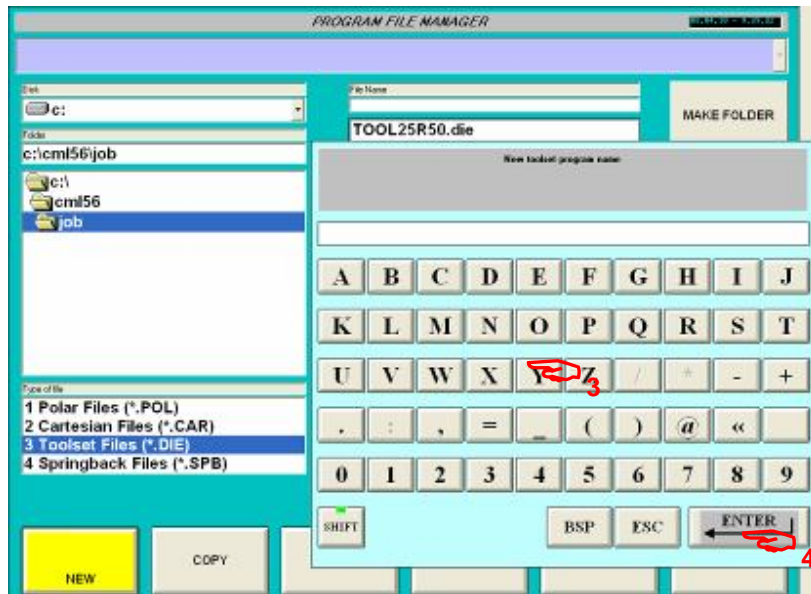 PROGRAM FILE MANAGER
Disk
c:
File Name
MAKE FOLDER
TOOL25R50.die
Folder
c:\cml56\job
New toolset program name
c:\
cml56
job
A B C D E F G H I J
K L M N O P Q R S T
U V W X Y Z / * - +
3
Type of file
1 Polar Files (*.POL)
2 Cartesian Files (*.CAR)
3 Toolset Files (*.DIE)
4 Springback Files (*.SPB)
. : , = _ ( ) @ «
0 1 2 3 4 5 6 7 8 9
SHIFT BSP ESC ENTER
4
NEW
COPY